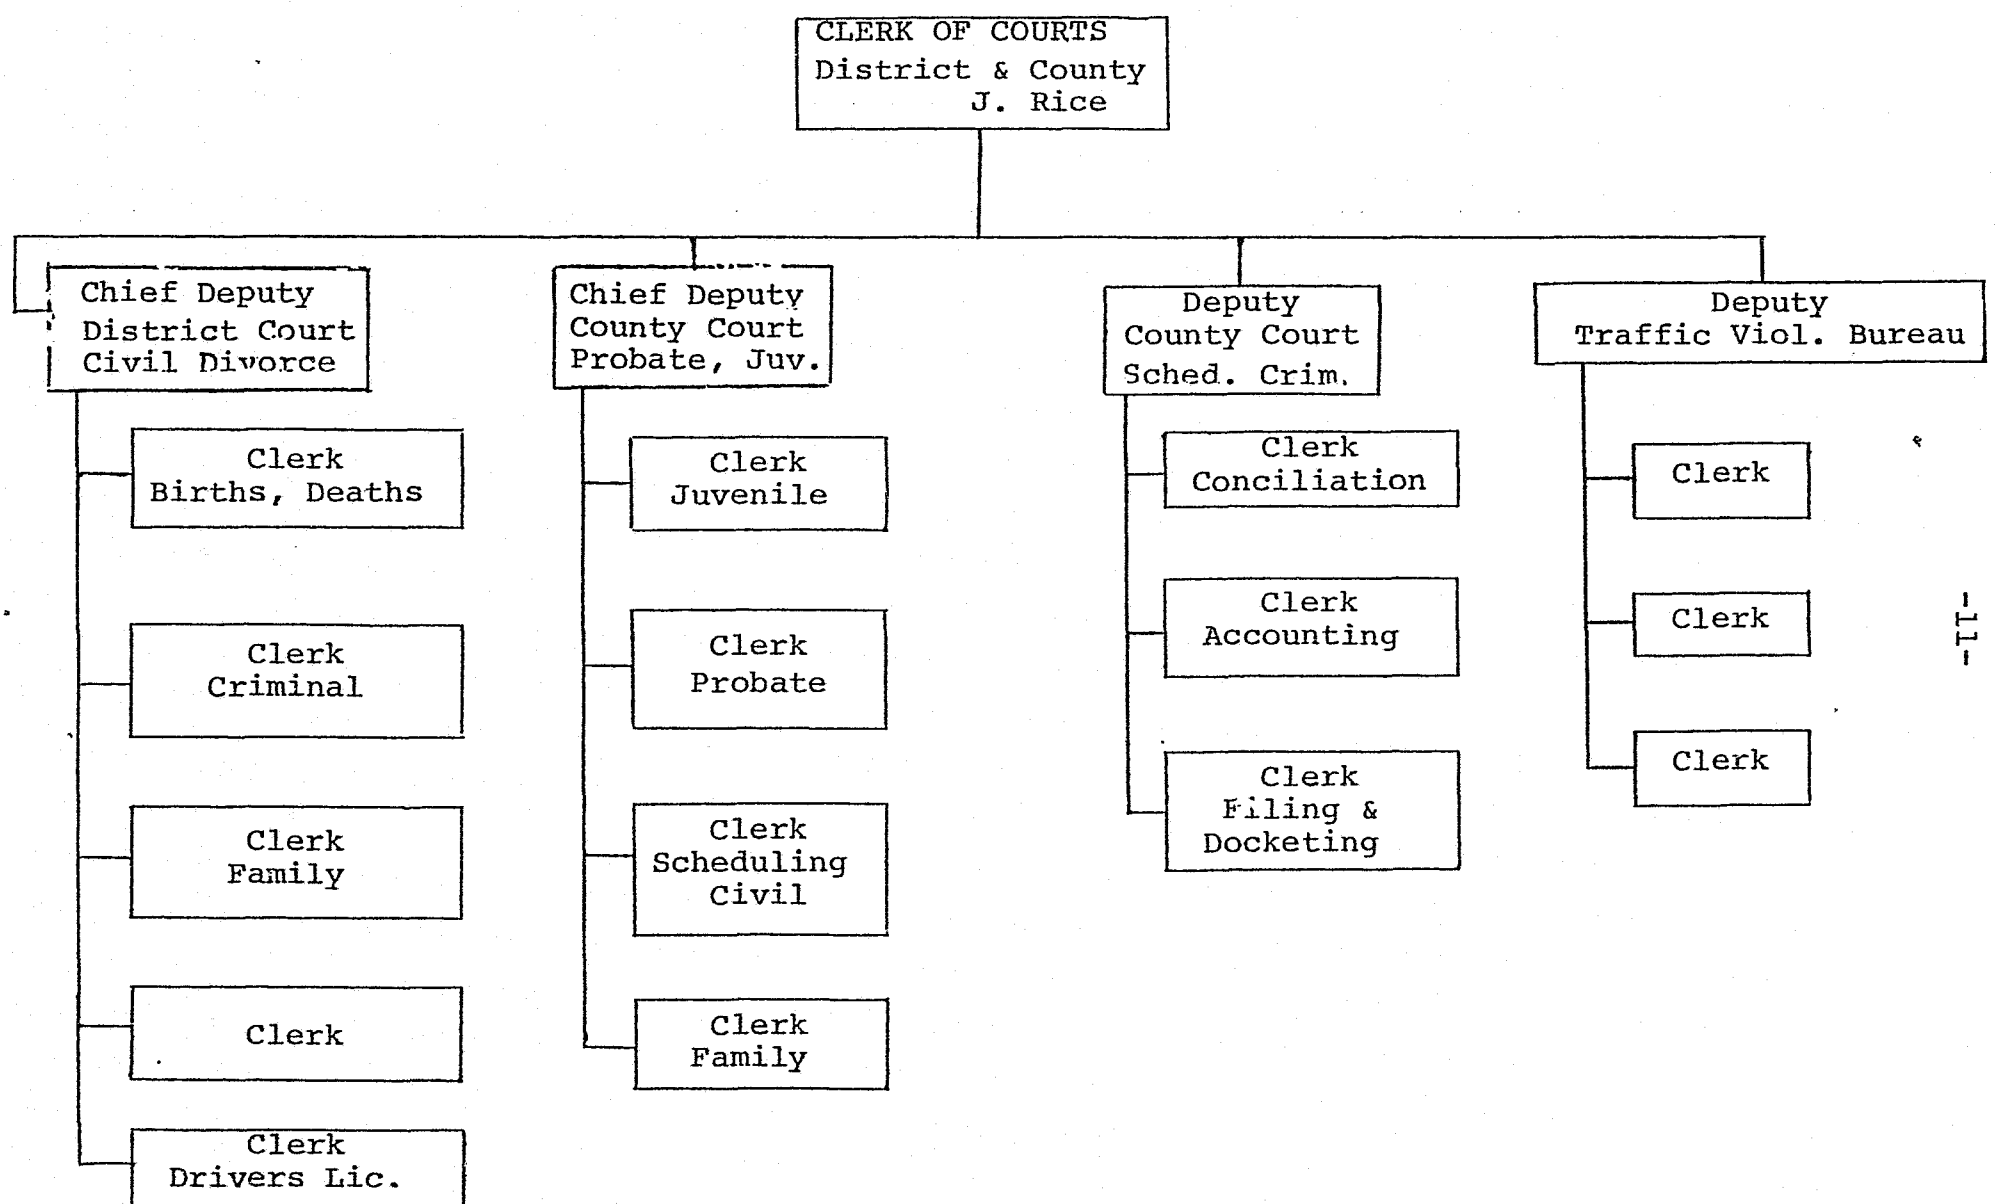 CLERK OF COURTS
District & County
J. Rice
Chief Deputy
District Court
Civil Divorce
Clerk
Births, Deaths
Clerk
Criminal
Clerk
Family
Clerk
Clerk
Drivers Lic.
Chief Deputy
County Court
Probate, Juv.
Clerk
Juvenile
Clerk
Probate
Clerk
Scheduling
Civil
Clerk
Family
Deputy
County Court
Sched. Crim.
Clerk
Conciliation
Clerk
Accounting
Clerk
Filing &
Docketing
Deputy
Traffic Viol. Bureau
Clerk
Clerk
Clerk
-11-